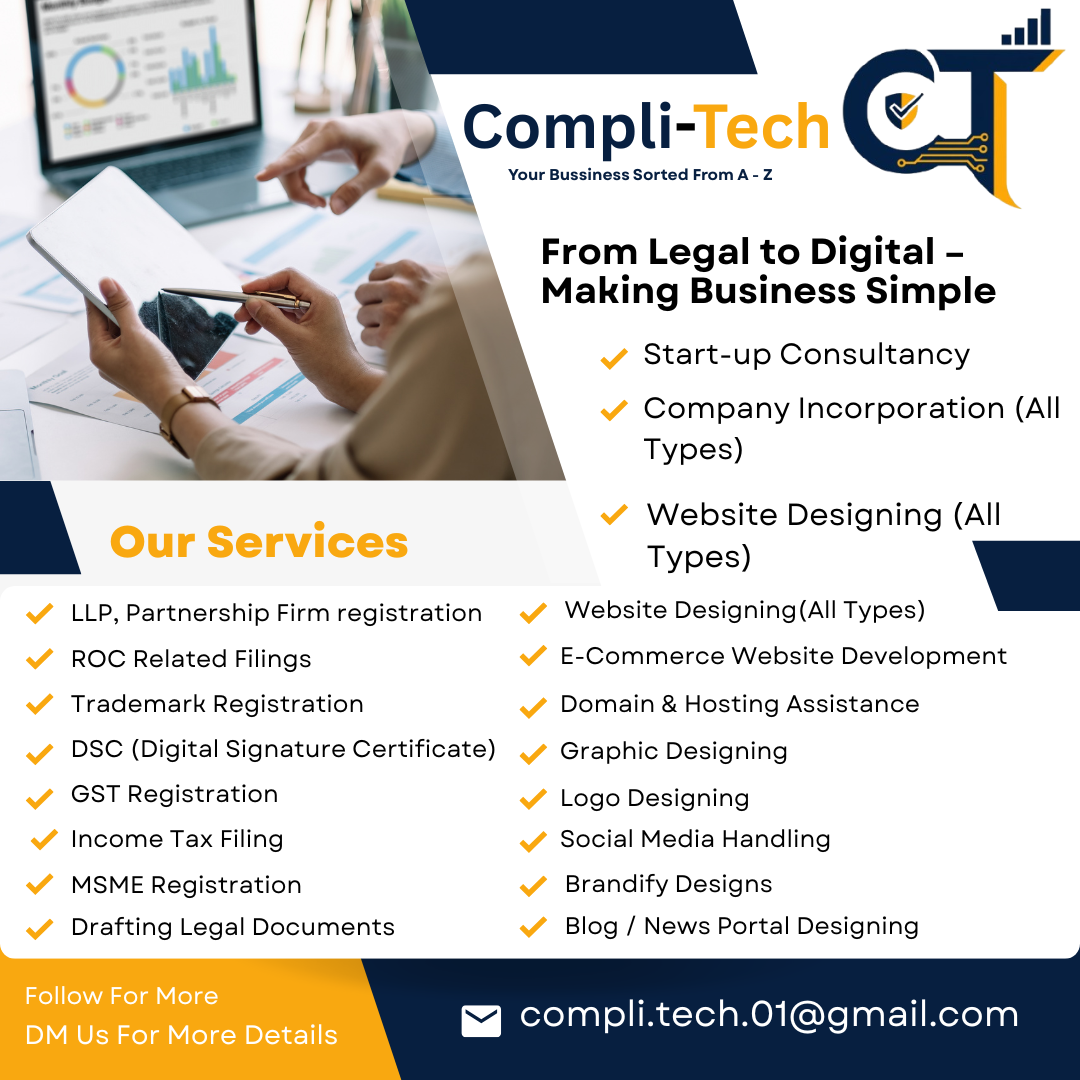 Compli-Tech
CT
Your Bussiness Sorted From A - Z
From Legal to Digital –
Making Business Simple
Start-up Consultancy
Company Incorporation (All
Types)
Website Designing (All
Types)
Our Services
LLP, Partnership Firm registration
ROC Related Filings
Trademark Registration
DSC (Digital Signature Certificate)
GST Registration
Income Tax Filing
MSME Registration
Drafting Legal Documents
Website Designing(All Types)
E-Commerce Website Development
Domain & Hosting Assistance
Graphic Designing
Logo Designing
Social Media Handling
Brandify Designs
Blog / News Portal Designing
Follow For More
DM Us For More Details
compli.tech.01@gmail.com